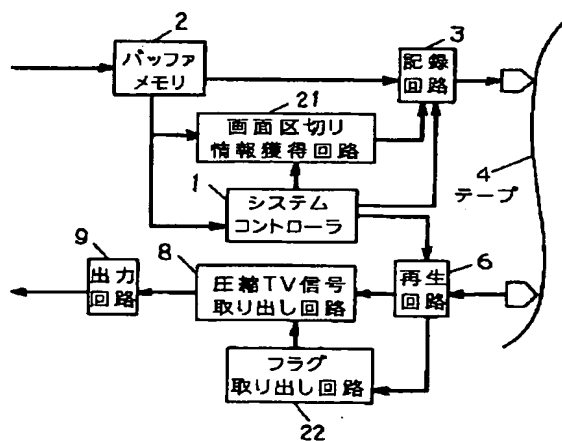 2
バッファ
メモリ
3
記録
回路
21
画面区切り
情報獲得回路
4
テープ
1
システム
コントローラ
9
出力
回路
8
圧縮TV信号
取り出し回路
再生
回路
6
フラグ
取り出し回路
22